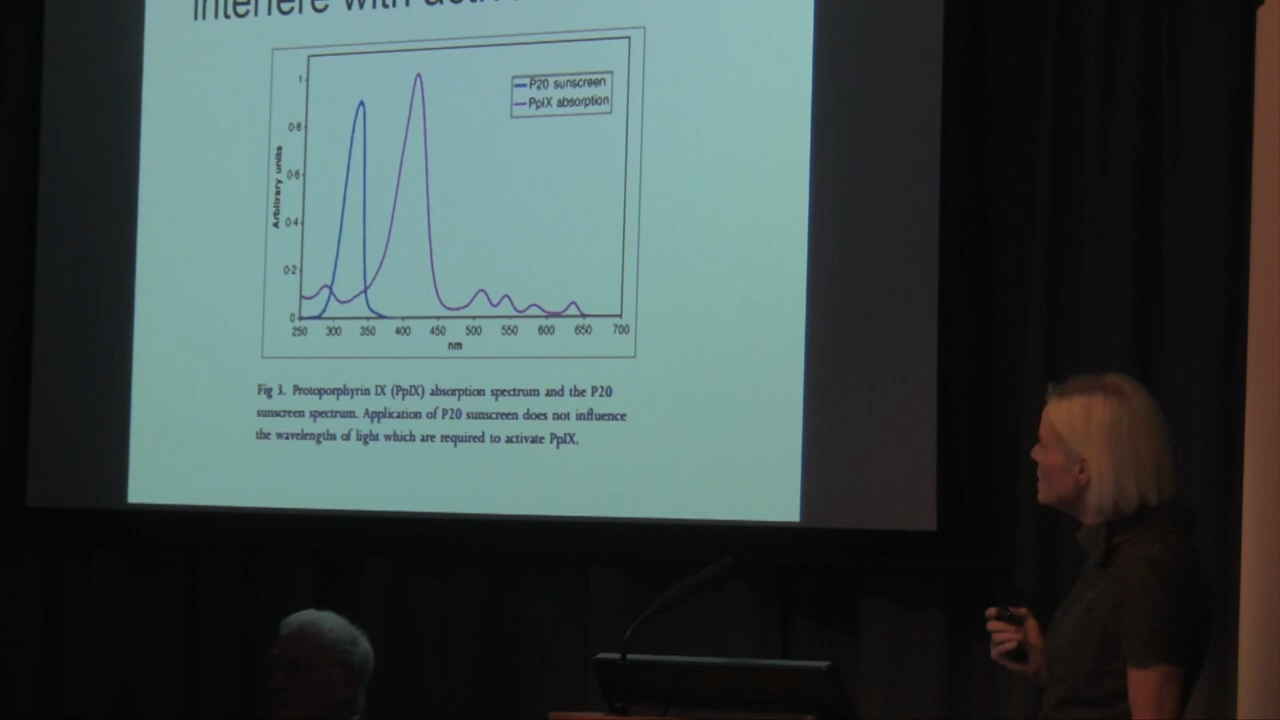 interfere with
P20 sunscreen
PpIX absorption
Arbitrary units
1
0·8
0·6
0·4
0·2
0
250 300 350 400 450 500 550 600 650 700
nm
Fig 3. Protoporphyrin IX (PpIX) absorption spectrum and the P20
sunscreen spectrum. Application of P20 sunscreen does not influence
the wavelengths of light which are required to activate PpIX.